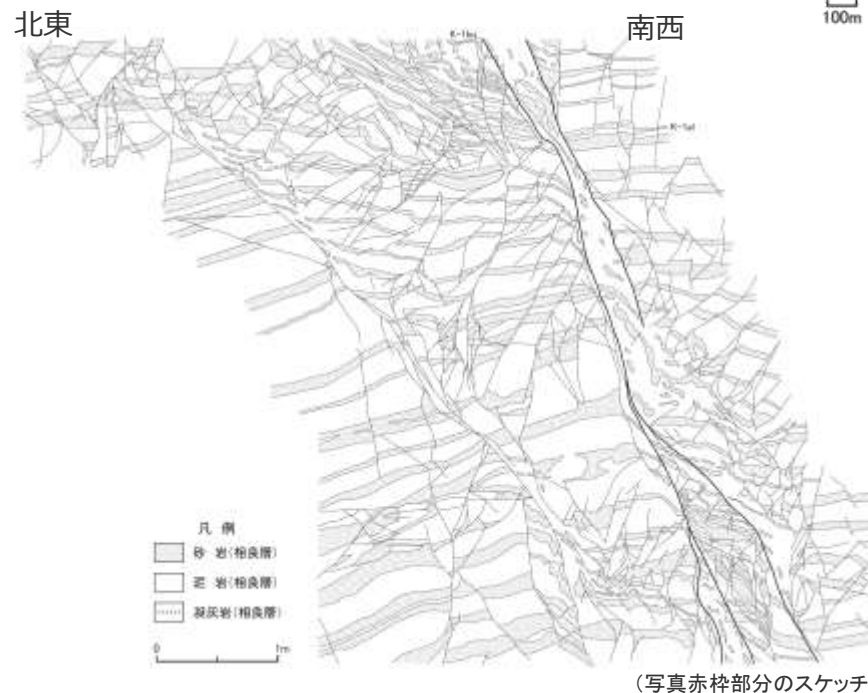 100m
北東
南西
凡 例
砂 岩(相良層)
泥 岩(相良層)
凝灰岩(相良層)
0 1m
(写真赤枠部分のスケッチ